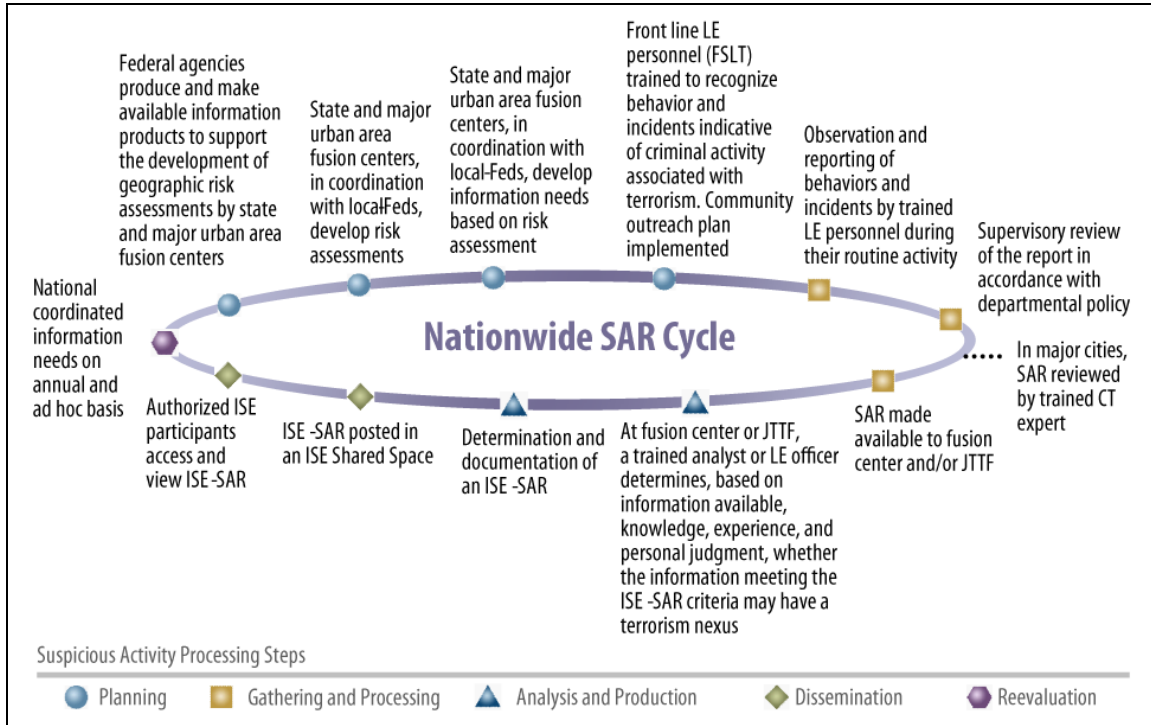 Federal agencies
produce and make
available information
products to support
the development of
geographic risk
assessments by state
and major urban area
fusion centers
State and major
urban area
fusion centers,
in coordination
with local-Feds,
develop risk
assessments
State and major
urban area fusion
centers, in
coordination with
local-Feds, develop
information needs
based on risk
assessment
Front line LE
personnel (FSLT)
trained to recognize
behavior and
incidents indicative
of criminal activity
associated with
terrorism. Community
outreach plan
implemented
Observation and
reporting of
behaviors and
incidents by trained
LE personnel during
their routine activity
Supervisory review
of the report in
accordance with
departmental policy
..... In major cities,
SAR reviewed
by trained CT
expert
SAR made
available to fusion
center and/or JTTF
At fusion center or JTTF,
a trained analyst or LE officer
determines, based on
information available,
knowledge, experience, and
personal judgment, whether
the information meeting the
ISE -SAR criteria may have a
terrorism nexus
Determination and
documentation of
an ISE -SAR
ISE -SAR posted in
an ISE Shared Space
Authorized ISE
participants
access and
view ISE -SAR
National
coordinated
information
needs on
annual and
ad hoc basis
Nationwide SAR Cycle
Suspicious Activity Processing Steps
Planning
Gathering and Processing
Analysis and Production
Dissemination
Reevaluation